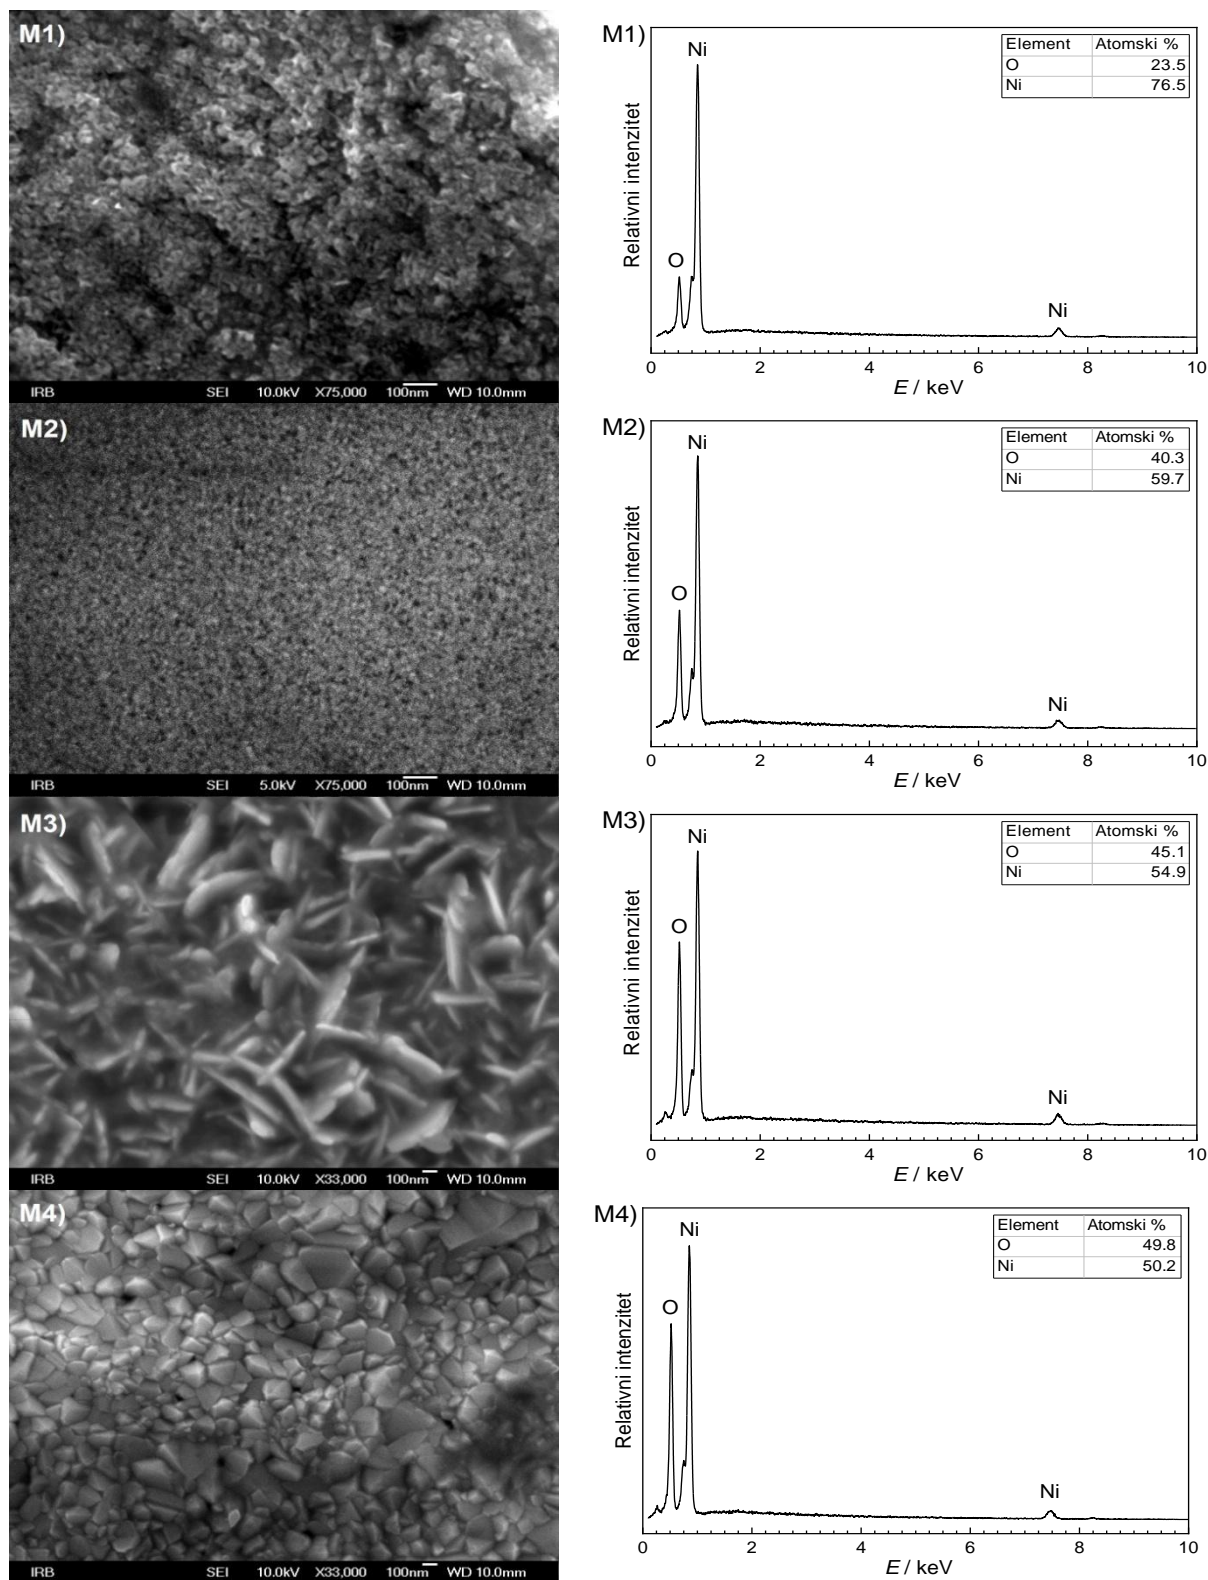 M1)
IRB SEI 10.0kV X75,000 100nm WD 10.0mm
M1)
Relativni intenzitet
Ni
O
Ni
Element Atomski %
O 23.5
Ni 76.5
0 2 4 6 8 10
E / keV
M2)
IRB SEI 5.0kV X75,000 100nm WD 10.0mm
M2)
Relativni intenzitet
Ni
O
Ni
Element Atomski %
O 40.3
Ni 59.7
0 2 4 6 8 10
E / keV
M3)
IRB SEI 10.0kV X33,000 100nm WD 10.0mm
M3)
Relativni intenzitet
Ni
O
Ni
Element Atomski %
O 45.1
Ni 54.9
0 2 4 6 8 10
E / keV
M4)
IRB SEI 10.0kV X33,000 100nm WD 10.0mm
M4)
Relativni intenzitet
Ni
O
Ni
Element Atomski %
O 49.8
Ni 50.2
0 2 4 6 8 10
E / keV